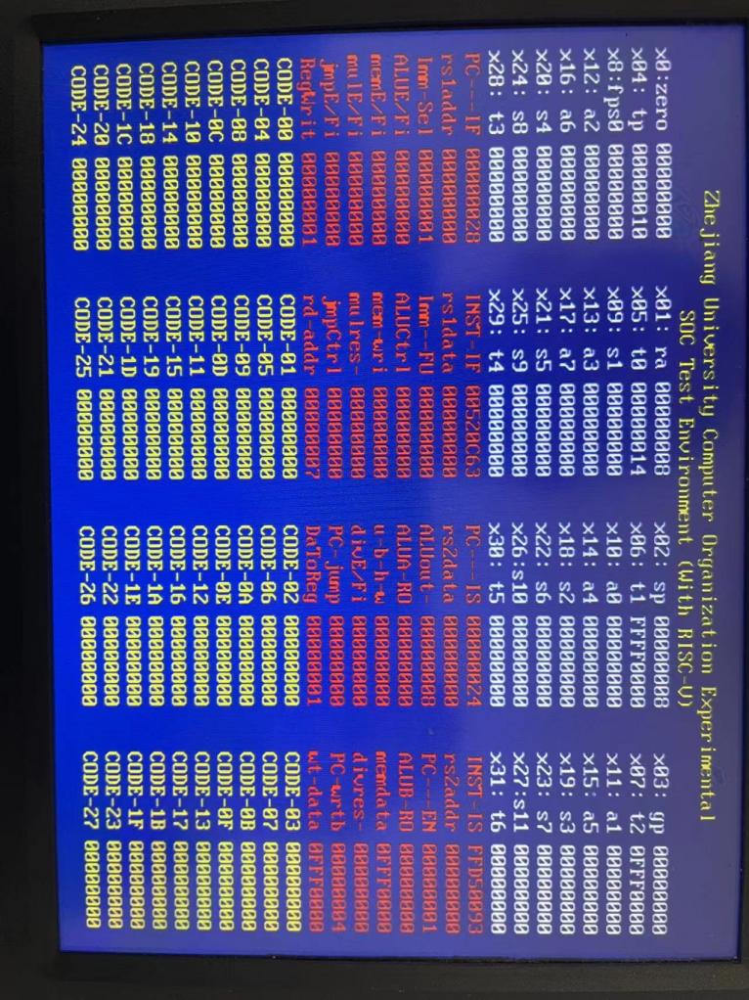 Zhejiang University Computer Organization Experimental
SOC Test Environment (With RISC-V)
x0:zero 00000000 x01: ra 00000008 x02: sp 00000008 x03: gp 00000000
x04: tp 00000010 x05: t0 00000014 x06: t1 FFFF0000 x07: t2 0FFF0000
x8:fps0 00000000 x09: s1 00000000 x10: a0 00000000 x11: a1 00000000
x12: a2 00000000 x13: a3 00000000 x14: a4 00000000 x15: a5 00000000
x16: a6 00000000 x17: a7 00000000 x18: s2 00000000 x19: s3 00000000
x20: s4 00000000 x21: s5 00000000 x22: s6 00000000 x23: s7 00000000
x24: s8 00000000 x25: s9 00000000 x26:s10 00000000 x27:s11 00000000
x28: t3 00000000 x29: t4 00000000 x30: t5 00000000 x31: t6 00000000
PC---IF 00000028 INST-IF 00523C63 PC---IS 00000024 INST-IS FFD50093
rs1addr 00000000 rs1data 00000000 rs2data 00000000 rs2addr 00000000
Imm-Sel 00000001 Imm--FU 00000000 ALUout- 00000008 PC---EN 00000001
ALUE/Fi 00000000 ALUCtrl 00000000 ALUA-RO 00000000 ALUB-RO 00000000
memE/Fi 00000000 mem-wri 00000000 u-b-h-w 00000000 memdata 0FFF0000
mulE/Fi 00000000 mulres- 00000000 divE/Fi 00000000 divres- 00000000
jmpE/Fi 00000000 jmpCtrl 00000000 PC-jump 00000000 PC-wrtb 00000004
RegWrit 00000001 rd-addr 00000007 DaToReg 00000001 wt-data 0FFF0000
CODE-00 00000000 CODE-01 00000000 CODE-02 00000000 CODE-03 00000000
CODE-04 00000000 CODE-05 00000000 CODE-06 00000000 CODE-07 00000000
CODE-08 00000000 CODE-09 00000000 CODE-0A 00000000 CODE-0B 00000000
CODE-0C 00000000 CODE-0D 00000000 CODE-0E 00000000 CODE-0F 00000000
CODE-10 00000000 CODE-11 00000000 CODE-12 00000000 CODE-13 00000000
CODE-14 00000000 CODE-15 00000000 CODE-16 00000000 CODE-17 00000000
CODE-18 00000000 CODE-19 00000000 CODE-1A 00000000 CODE-1B 00000000
CODE-1C 00000000 CODE-1D 00000000 CODE-1E 00000000 CODE-1F 00000000
CODE-20 00000000 CODE-21 00000000 CODE-22 00000000 CODE-23 00000000
CODE-24 00000000 CODE-25 00000000 CODE-26 00000000 CODE-27 00000000